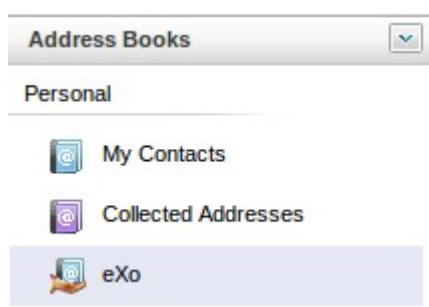 Address Books
Personal
My Contacts
Collected Addresses
eXo